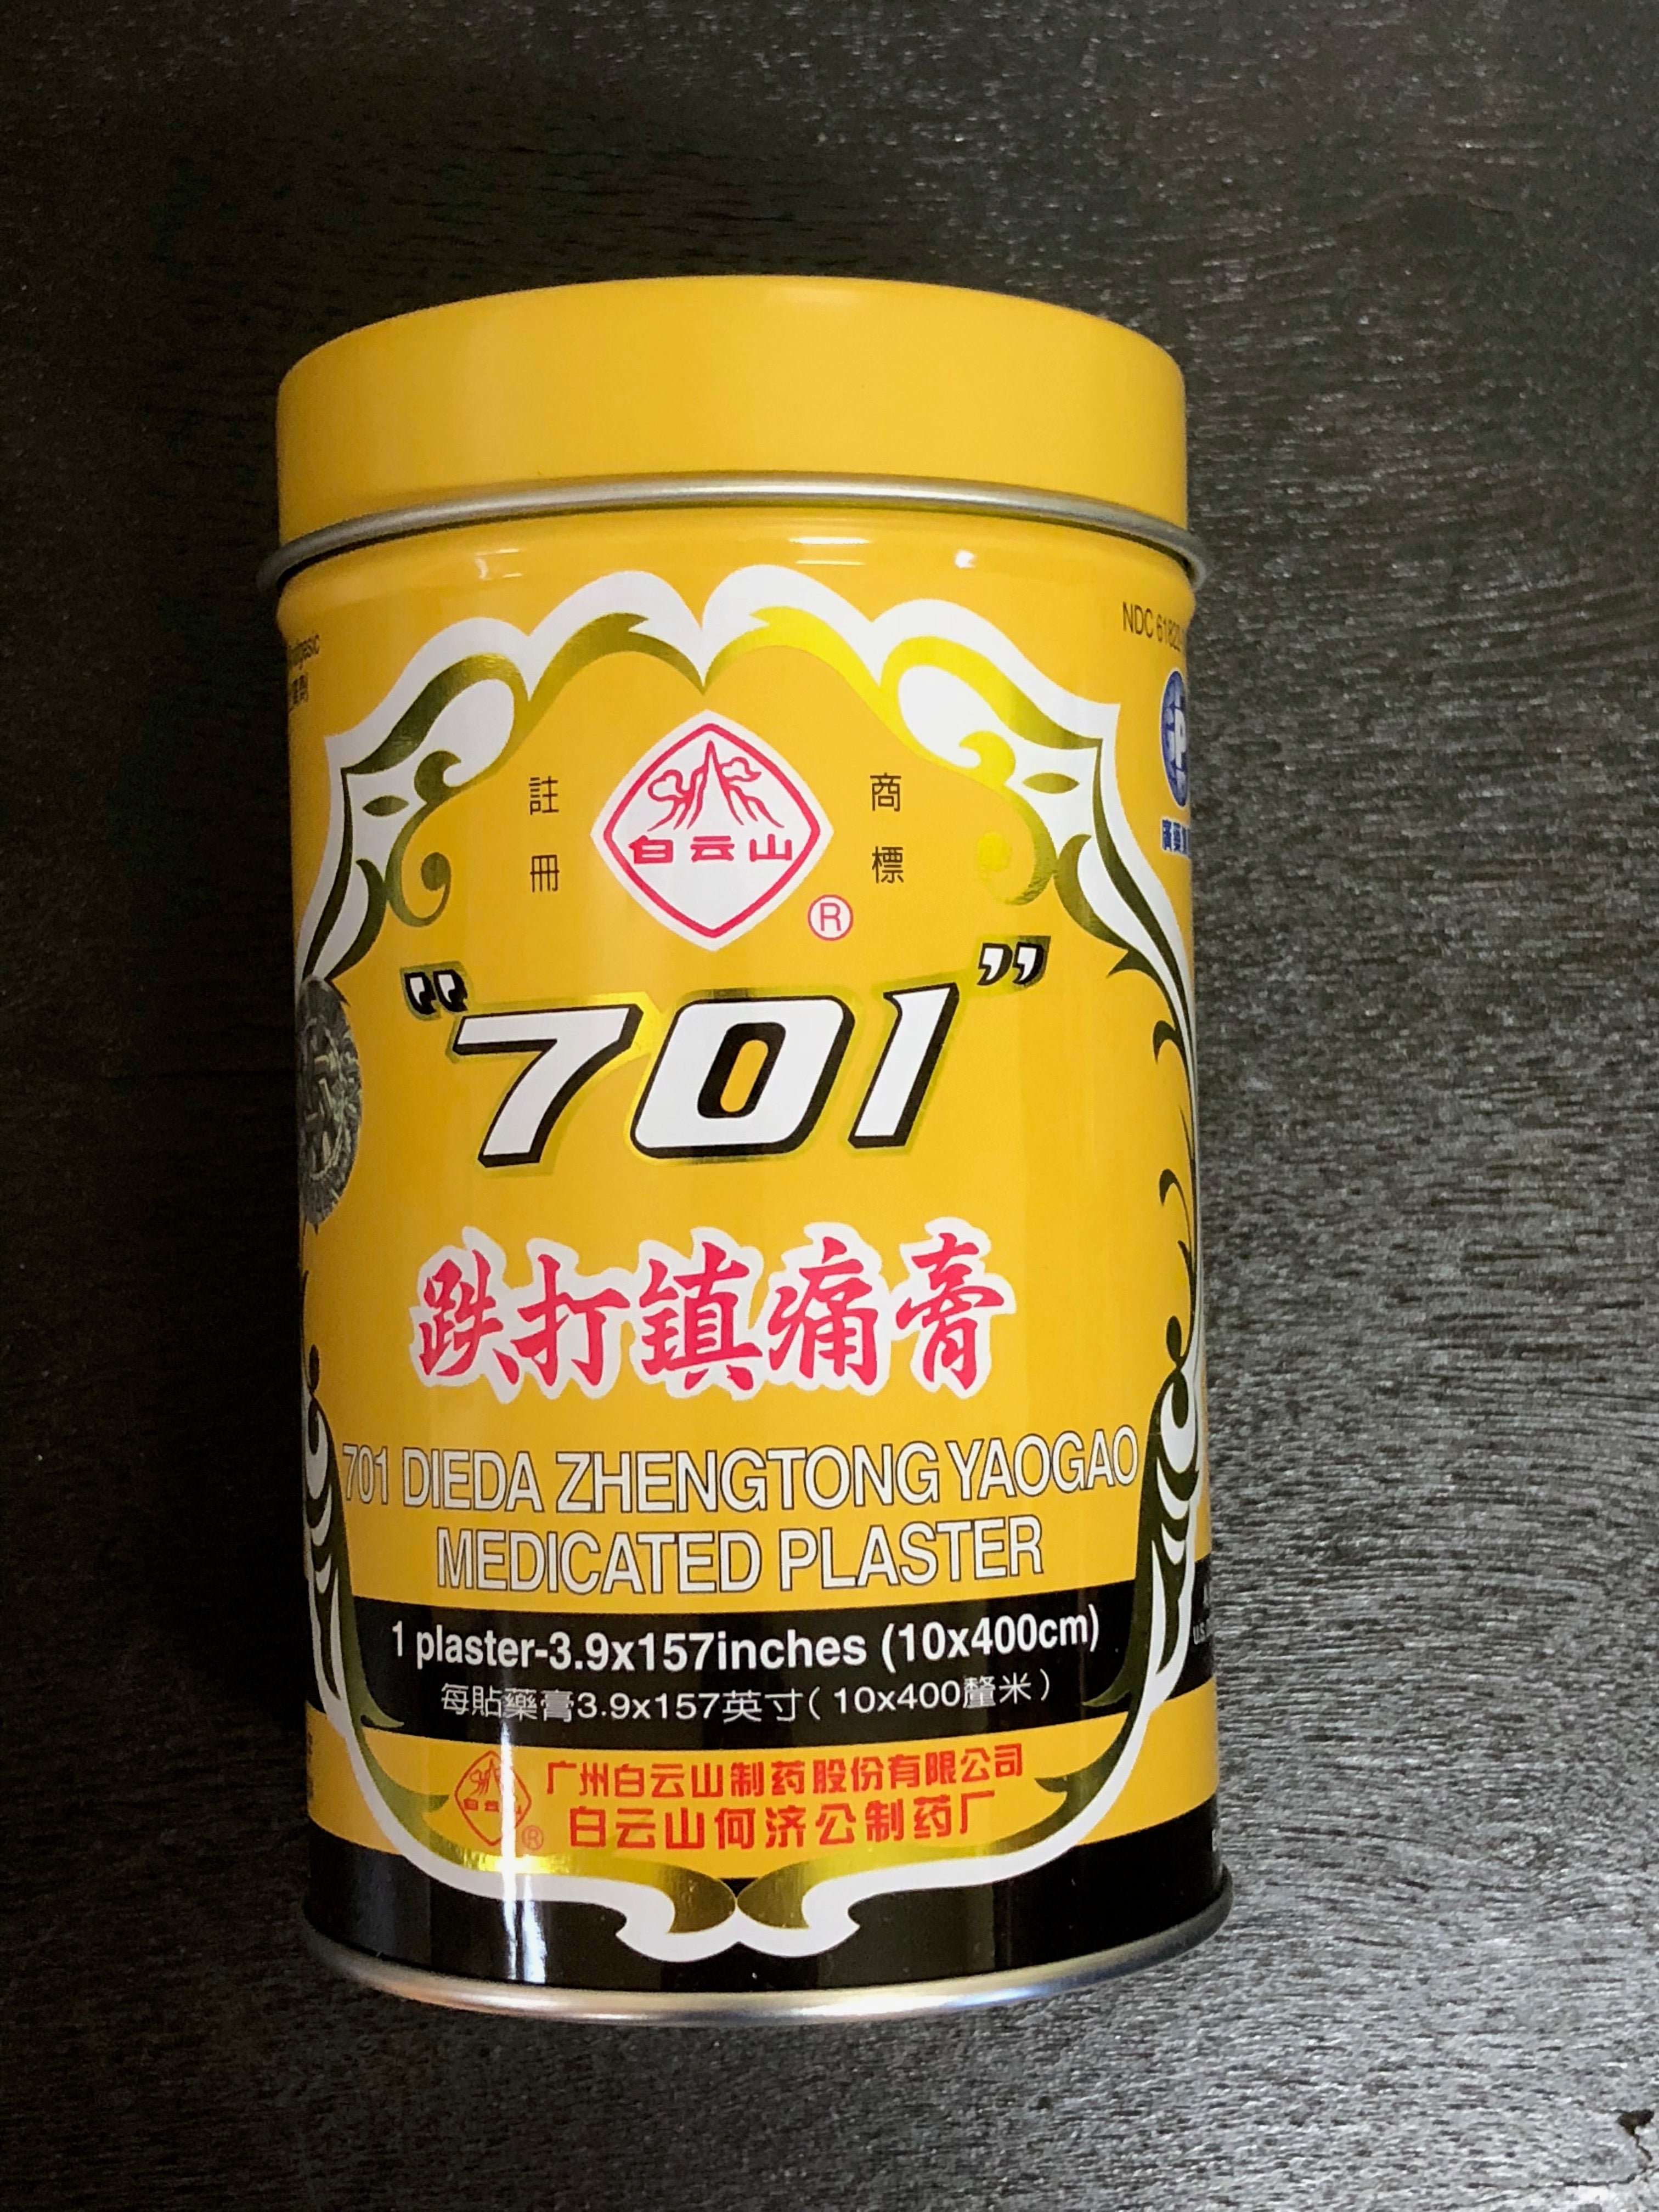 註冊
商標
白云山
®
"701"
跌打鎮痛膏
701 DIEDA ZHENGTONG YAOGAO
MEDICATED PLASTER
1 plaster-3.9x157inches (10x400cm)
每貼藥膏3.9x157英寸(10x400釐米)
白云山
®
广州白云山制药股份有限公司
白云山何济公制药厂
NDC